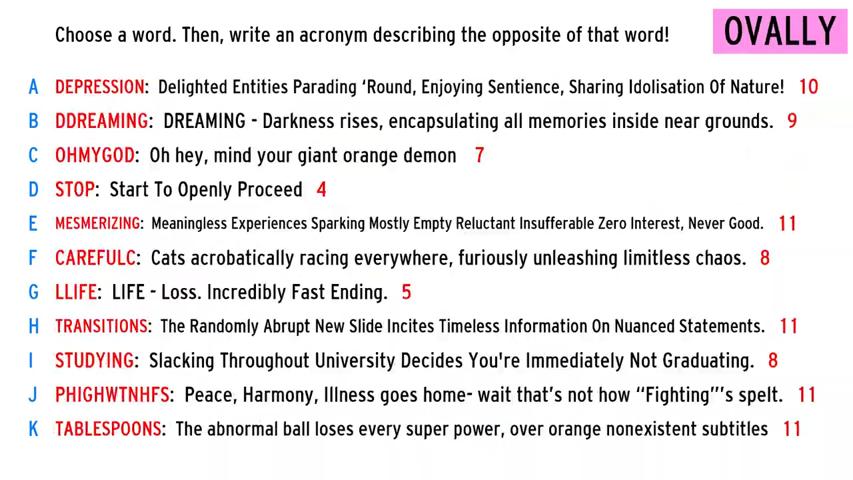 Choose a word. Then, write an acronym describing the opposite of that word!
OVALLY
A DEPRESSION: Delighted Entities Parading ‘Round, Enjoying Sentience, Sharing Idolisation Of Nature! 10
B DDREAMING: DREAMING - Darkness rises, encapsulating all memories inside near grounds. 9
C OHMYGOD: Oh hey, mind your giant orange demon 7
D STOP: Start To Openly Proceed 4
E MESMERIZING: Meaningless Experiences Sparking Mostly Empty Reluctant Insufferable Zero Interest, Never Good. 11
F CAREFULC: Cats acrobatically racing everywhere, furiously unleashing limitless chaos. 8
G LLIFE: LIFE - Loss. Incredibly Fast Ending. 5
H TRANSITIONS: The Randomly Abrupt New Slide Incites Timeless Information On Nuanced Statements. 11
I STUDYING: Slacking Throughout University Decides You're Immediately Not Graduating. 8
J PHIGHWTNHFS: Peace, Harmony, Illness goes home- wait that’s not how “Fighting”’s spelt. 11
K TABLESPOONS: The abnormal ball loses every super power, over orange nonexistent subtitles 11